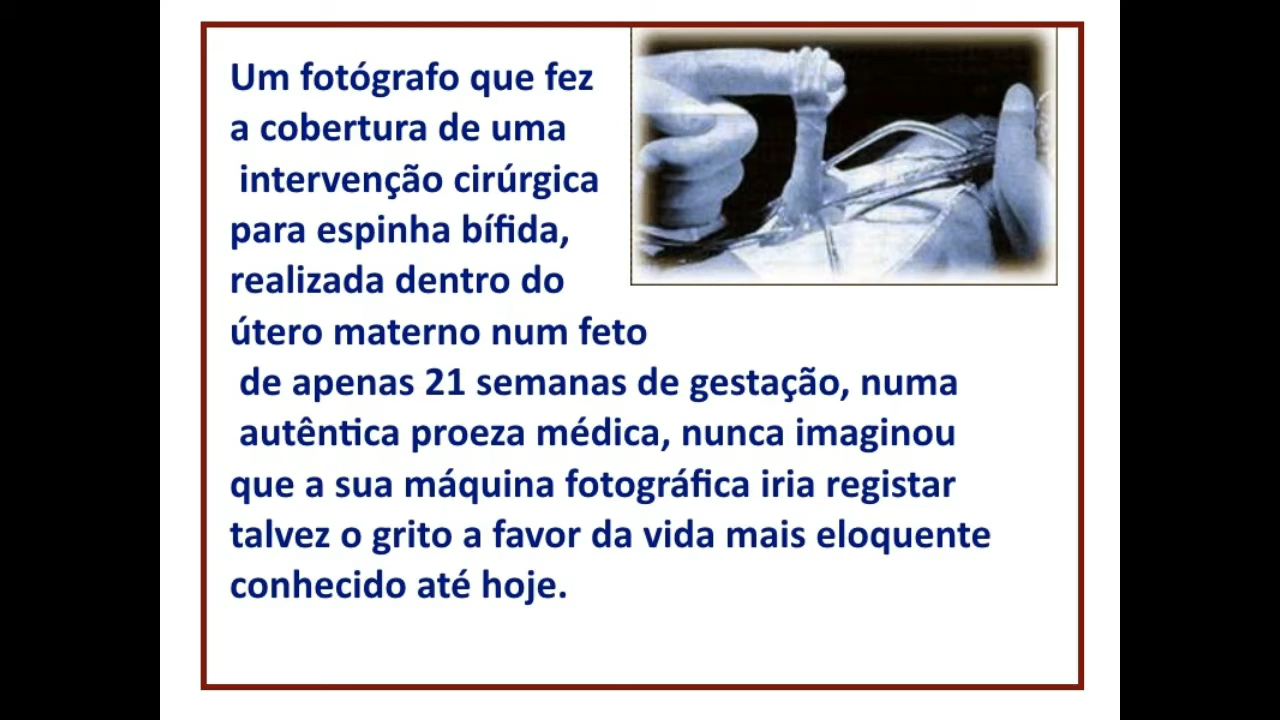 Um fotógrafo que fez
a cobertura de uma
intervenção cirúrgica
para espinha bífida,
realizada dentro do
útero materno num feto
de apenas 21 semanas de gestação, numa
autêntica proeza médica, nunca imaginou
que a sua máquina fotográfica iria registar
talvez o grito a favor da vida mais eloquente
conhecido até hoje.